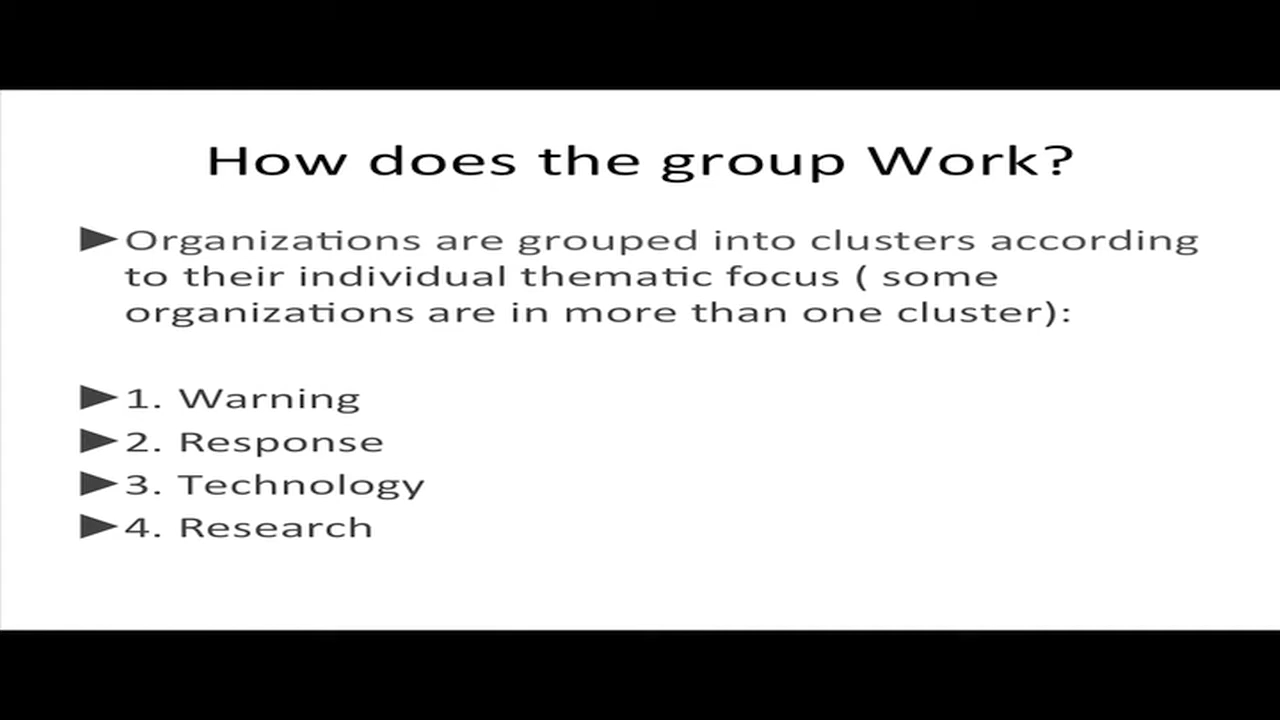 How does the group Work?
►Organizations are grouped into clusters according
to their individual thematic focus ( some
organizations are in more than one cluster):
►1. Warning
►2. Response
►3. Technology
►4. Research